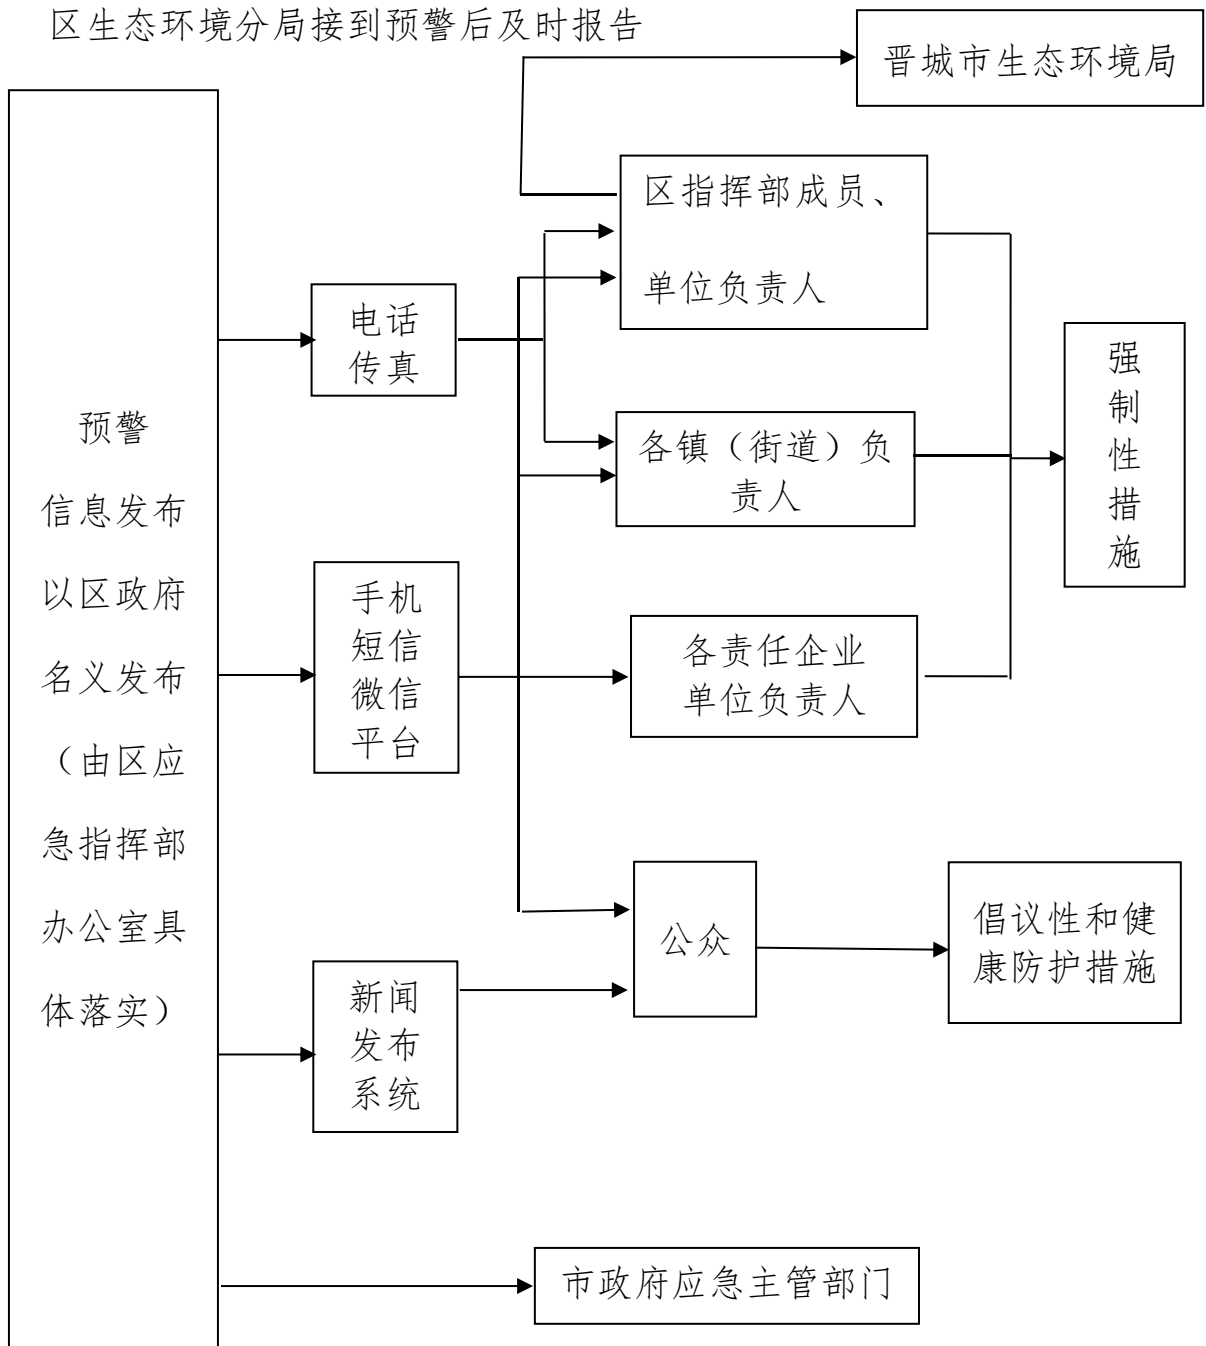 区生态环境分局接到预警后及时报告
晋城市生态环境局
预警
信息发布
以区政府
名义发布
（由区应
急指挥部
办公室具
体落实）
电话
传真
手机
短信
微信
平台
新闻
发布
系统
区指挥部成员、
单位负责人
各镇（街道）负
责人
各责任企业
单位负责人
公众
强
制
性
措
施
倡议性和健
康防护措施
市政府应急主管部门